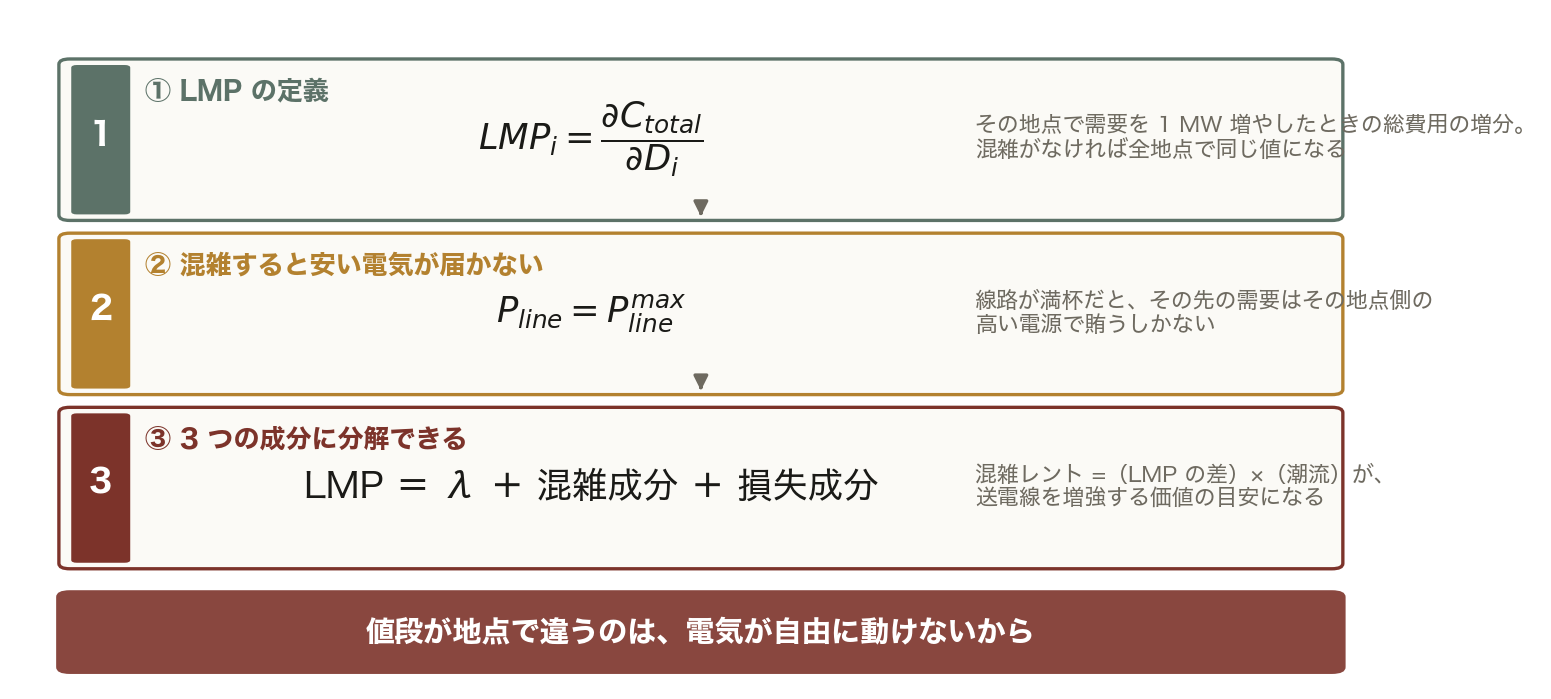 1
① LMP の定義
LMP_i = ∂C_total / ∂D_i
その地点で需要を 1 MW 増やしたときの総費用の増分。
混雑がなければ全地点で同じ値になる
2
② 混雑すると安い電気が届かない
P_line = P_line^max
線路が満杯だと、その先の需要はその地点側の
高い電源で賄うしかない
3
③ 3 つの成分に分解できる
LMP = λ + 混雑成分 + 損失成分
混雑レント =（LMP の差）×（潮流）が、
送電線を増強する価値の目安になる
値段が地点で違うのは、電気が自由に動けないから